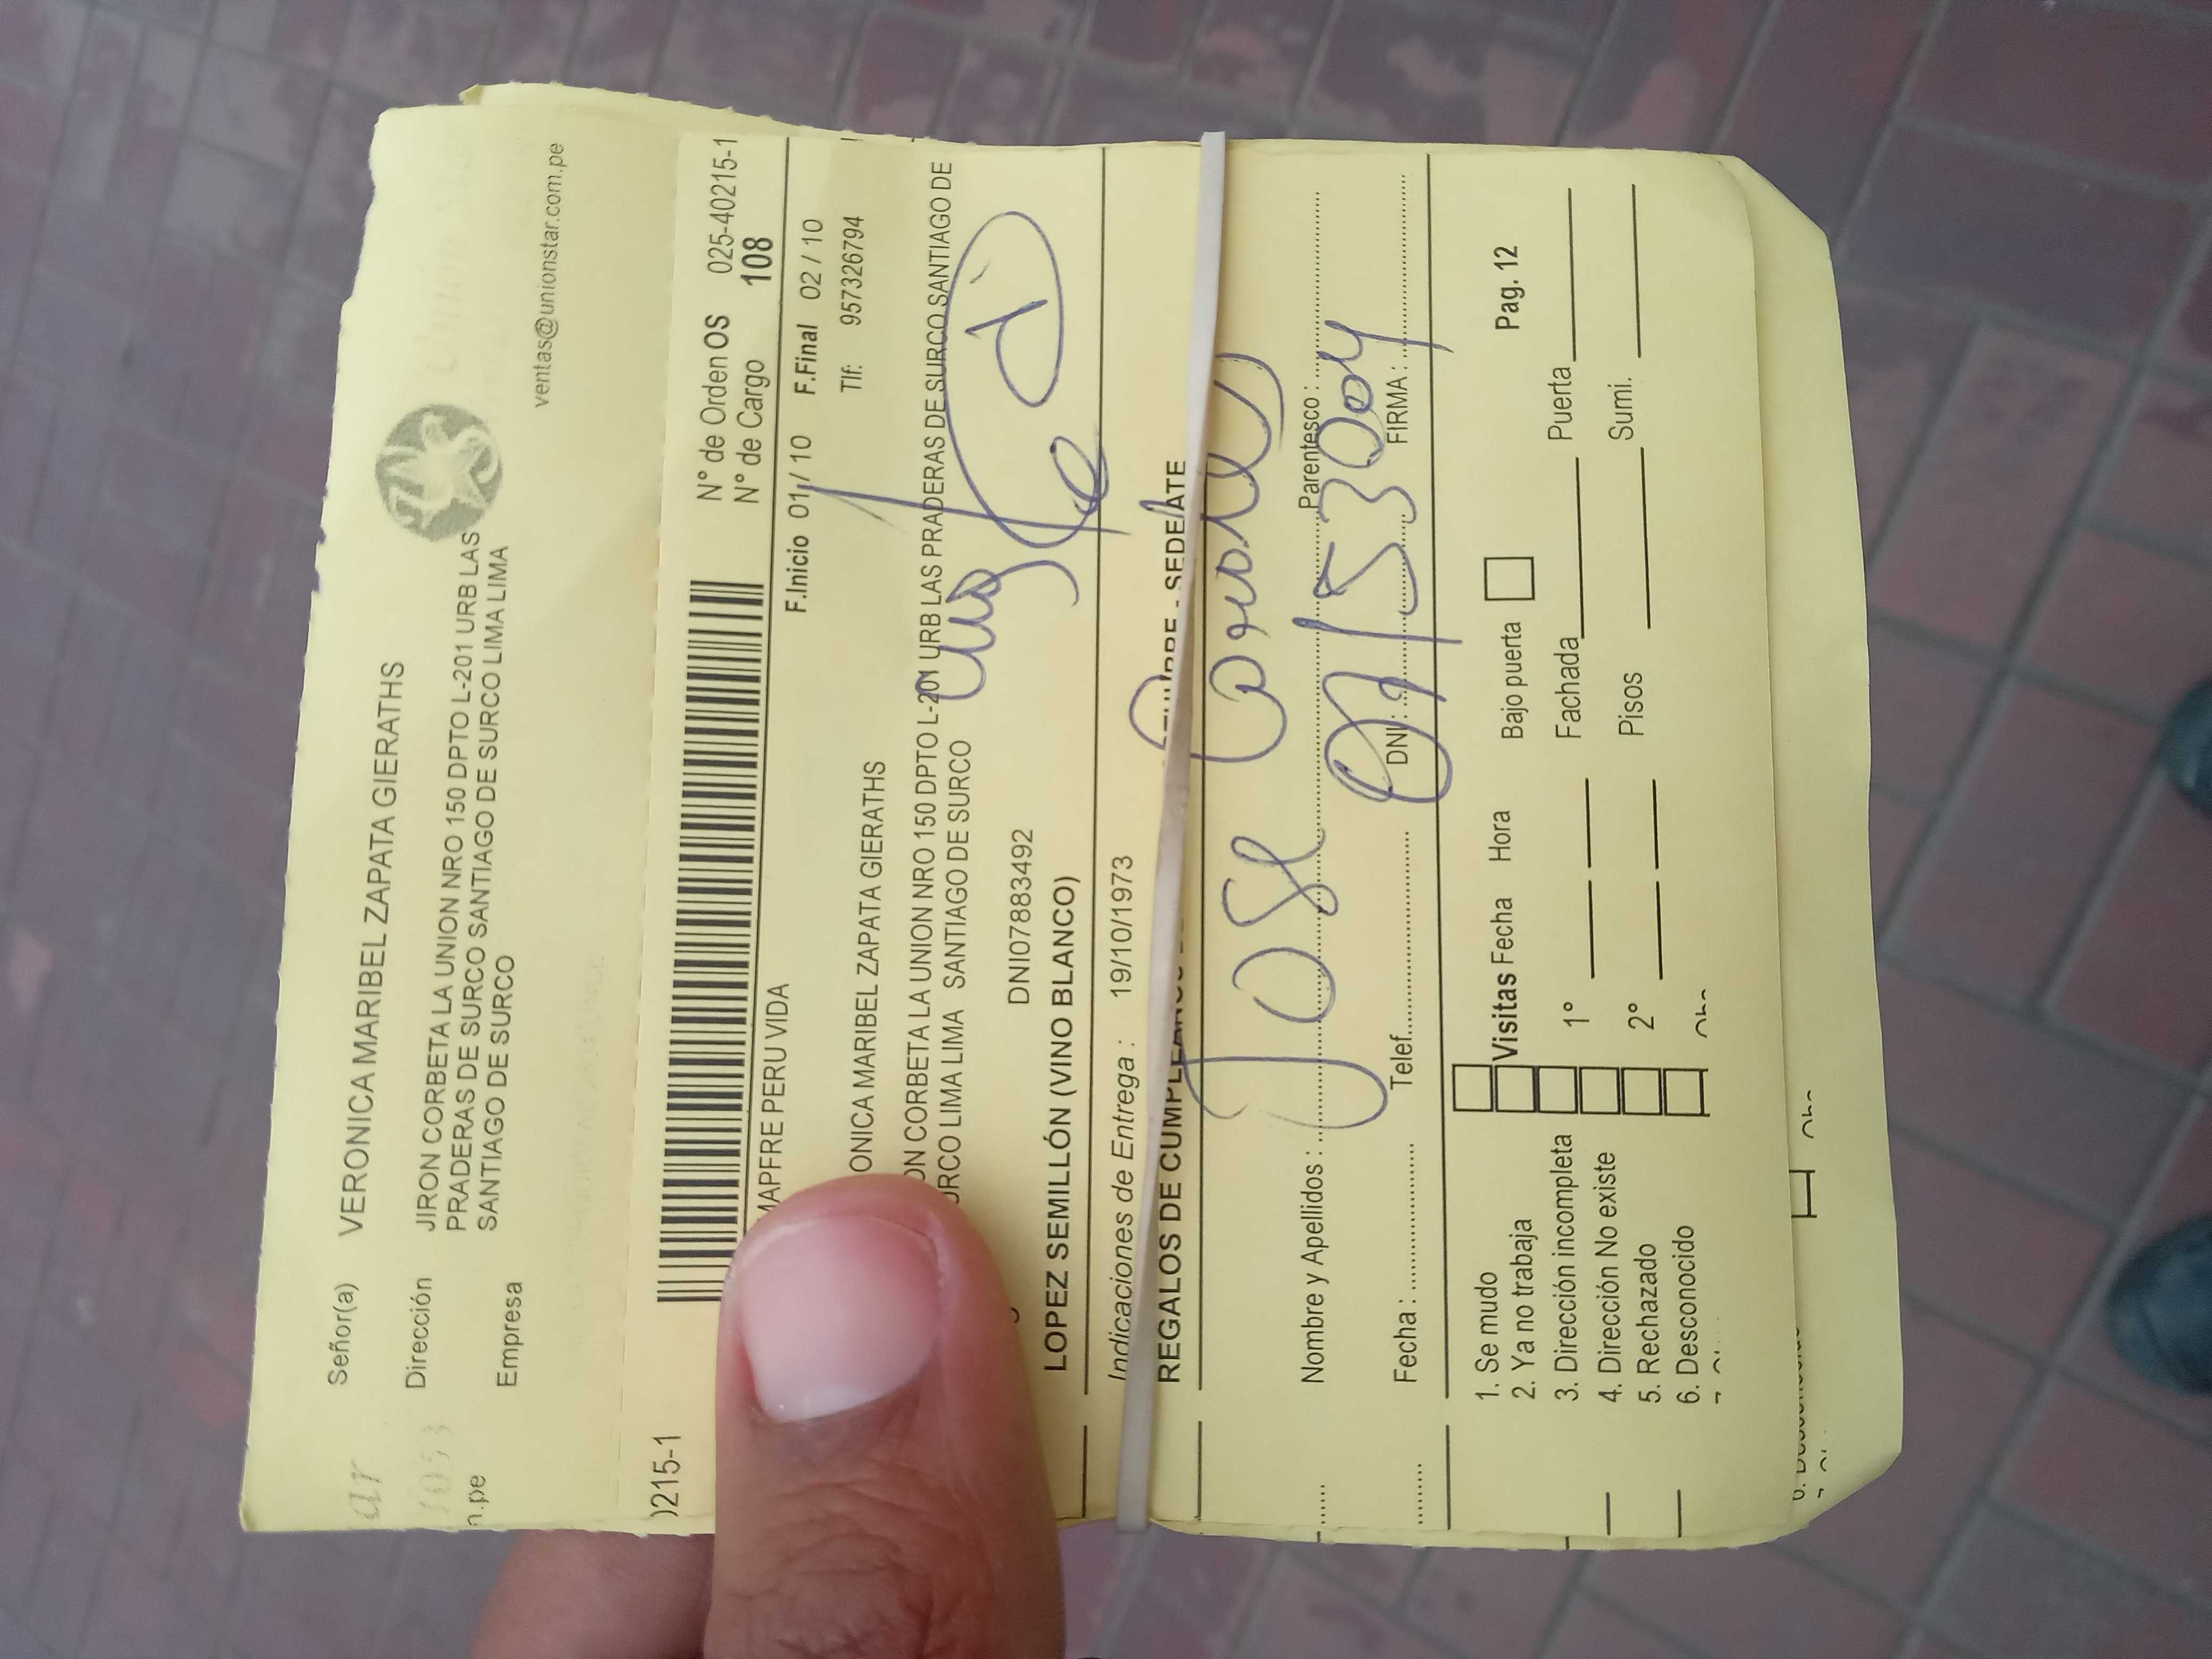 Señor(a) VERONICA MARIBEL ZAPATA GIERATHS
Dirección JIRON CORBETA LA UNION NRO 150 DPTO L-201 URB LAS
PRADERAS DE SURCO SANTIAGO DE SURCO LIMA LIMA
SANTIAGO DE SURCO
Empresa
ar
n.pe
ventas@unionstar.com.pe
0215-1
N° de Orden OS 025-40215-1
N° de Cargo 108
MAPFRE PERU VIDA
F.Inicio 01/10 F.Final 02/10
Tlf: 957326794
ONICA MARIBEL ZAPATA GIERATHS
ON CORBETA LA UNION NRO 150 DPTO L-201 URB LAS PRADERAS DE SURCO SANTIAGO DE
URCO LIMA LIMA SANTIAGO DE SURCO
DNI07883492
LOPEZ SEMILLÓN (VINO BLANCO)
Indicaciones de Entrega : 19/10/1973
REGALOS DE - SEDE ATE
Jose
Nombre y Apellidos : Parentesco :
Fecha : Telef. DNI : FIRMA :
1. Se mudo
2. Ya no trabaja
3. Dirección incompleta
4. Dirección No existe
5. Rechazado
6. Desconocido
Visitas Fecha Hora Bajo puerta Pag. 12
1° Fachada Puerta
2° Pisos Sumi.